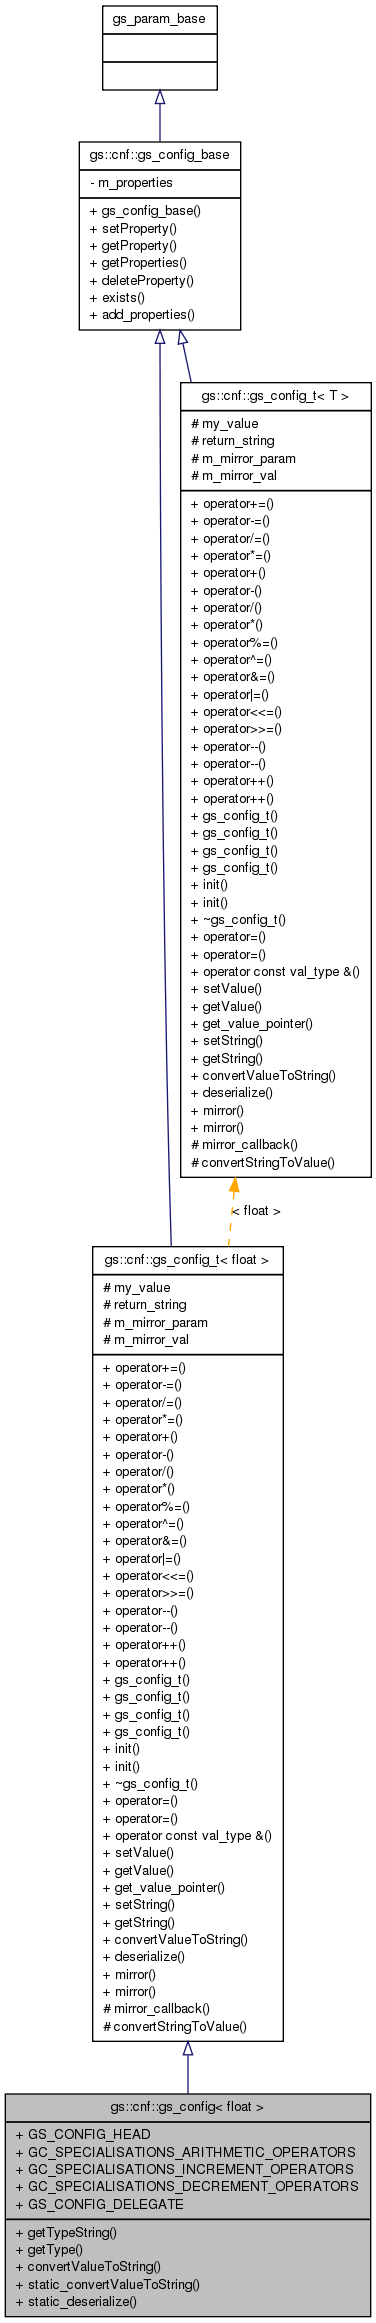 gs_param_base
gs::cnf::gs_config_base
- m_properties
+ gs_config_base()
+ setProperty()
+ getProperty()
+ getProperties()
+ deleteProperty()
+ exists()
+ add_properties()
gs::cnf::gs_config_t< T >
# my_value
# return_string
# m_mirror_param
# m_mirror_val
+ operator+=()
+ operator-=()
+ operator/=()
+ operator*=()
+ operator+()
+ operator-()
+ operator/()
+ operator*()
+ operator%=()
+ operator^=()
+ operator&=()
+ operator|=()
+ operator<<=()
+ operator>>=()
+ operator--()
+ operator--()
+ operator++()
+ operator++()
+ gs_config_t()
+ gs_config_t()
+ gs_config_t()
+ gs_config_t()
+ init()
+ init()
+ ~gs_config_t()
+ operator=()
+ operator=()
+ operator const val_type &()
+ setValue()
+ getValue()
+ get_value_pointer()
+ setString()
+ getString()
+ convertValueToString()
+ deserialize()
+ mirror()
+ mirror()
# mirror_callback()
# convertStringToValue()
< float >
gs::cnf::gs_config_t< float >
# my_value
# return_string
# m_mirror_param
# m_mirror_val
+ operator+=()
+ operator-=()
+ operator/=()
+ operator*=()
+ operator+()
+ operator-()
+ operator/()
+ operator*()
+ operator%=()
+ operator^=()
+ operator&=()
+ operator|=()
+ operator<<=()
+ operator>>=()
+ operator--()
+ operator--()
+ operator++()
+ operator++()
+ gs_config_t()
+ gs_config_t()
+ gs_config_t()
+ gs_config_t()
+ init()
+ init()
+ ~gs_config_t()
+ operator=()
+ operator=()
+ operator const val_type &()
+ setValue()
+ getValue()
+ get_value_pointer()
+ setString()
+ getString()
+ convertValueToString()
+ deserialize()
+ mirror()
+ mirror()
# mirror_callback()
# convertStringToValue()
gs::cnf::gs_config< float >
+ GS_CONFIG_HEAD
+ GC_SPECIALISATIONS_ARITHMETIC_OPERATORS
+ GC_SPECIALISATIONS_INCREMENT_OPERATORS
+ GC_SPECIALISATIONS_DECREMENT_OPERATORS
+ GS_CONFIG_DELEGATE
+ getTypeString()
+ getType()
+ convertValueToString()
+ static_convertValueToString()
+ static_deserialize()